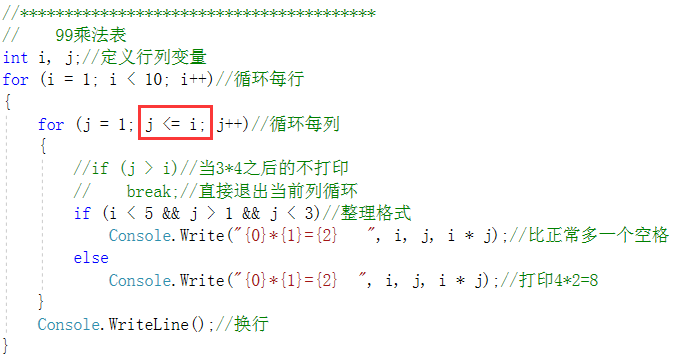 //***************************************
//    99乘法表
int i, j;//定义行列变量
for (i = 1; i < 10; i++)//循环每行
{
    for (j = 1; j <= i; j++)//循环每列
    {
        //if (j > i)//当3*4之后的不打印
        //    break;//直接退出当前列循环
        if (i < 5 && j > 1 && j < 3)//整理格式
            Console.Write("{0}*{1}={2}   ", i, j, i * j);//比正常多一个空格
        else
            Console.Write("{0}*{1}={2}  ", i, j, i * j);//打印4*2=8
    }
    Console.WriteLine();//换行
}